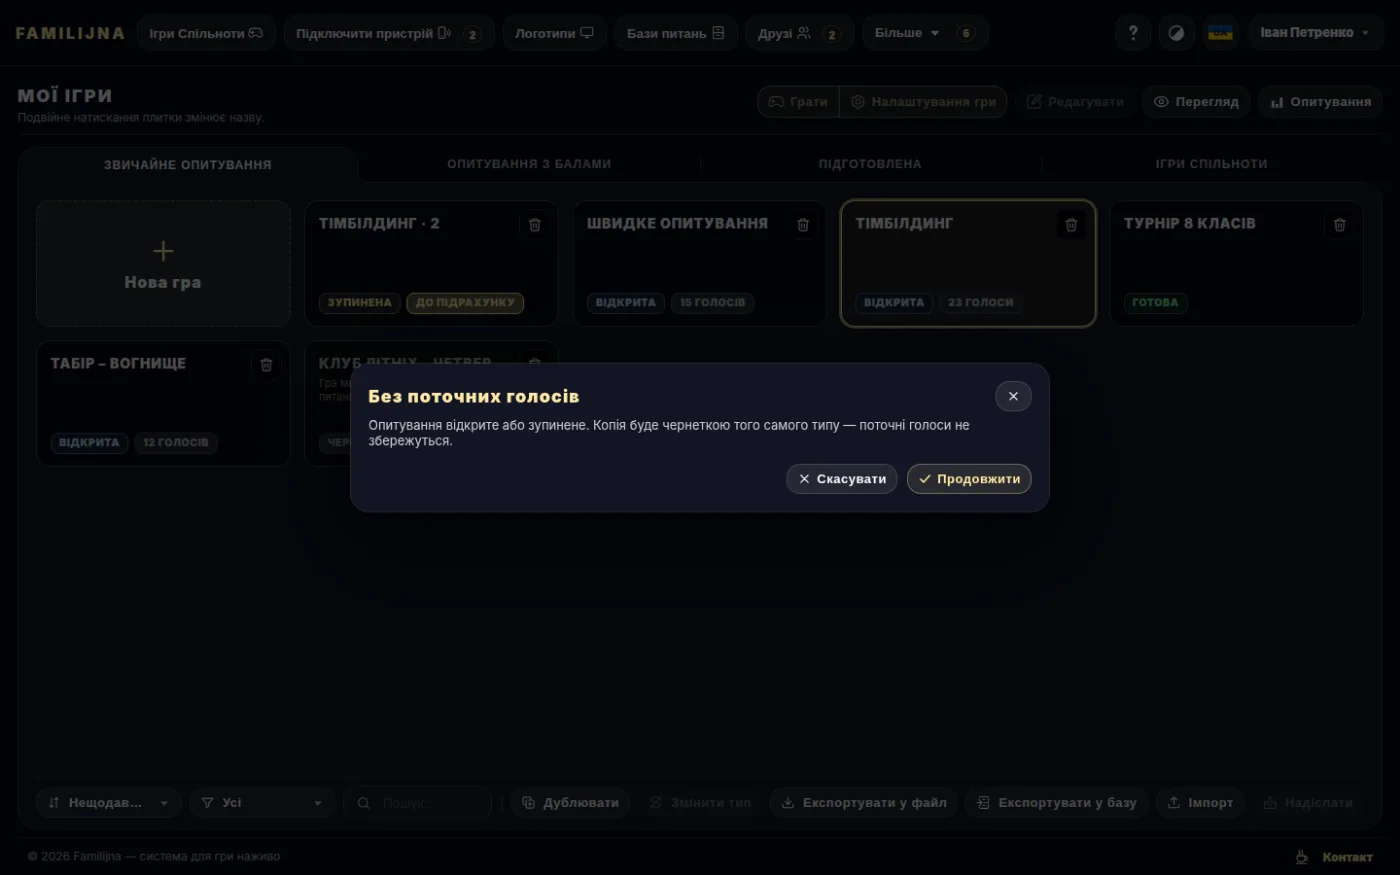 FAMILIJNA
Ігри Спільноти
Підключити пристрій 2
Логотипи
Бази питань
Друзі 2
Більше 6
?
Іван Петренко
МОЇ ІГРИ
Подвійне натискання плитки змінює назву.
Грати
Налаштування гри
Редагувати
Перегляд
Опитування
ЗВИЧАЙНЕ ОПИТУВАННЯ
ОПИТУВАННЯ З БАЛАМИ
ПІДГОТОВЛЕНА
ІГРИ СПІЛЬНОТИ
Нова гра
ТІМБІЛДИНГ · 2
ЗУПИНЕНА ДО ПІДРАХУНКУ
ШВИДКЕ ОПИТУВАННЯ
ВІДКРИТА 15 ГОЛОСІВ
ТІМБІЛДИНГ
ВІДКРИТА 23 ГОЛОСИ
ТУРНІР 8 КЛАСІВ
ГОТОВА
ТАБІР – ВОГНИЩЕ
ВІДКРИТА 12 ГОЛОСІВ
КЛУБ ЛІТНІХ – ЧЕТВЕР
Гра
Без поточних голосів
Опитування відкрите або зупинене. Копія буде чернеткою того самого типу — поточні голоси не
збережуться.
Скасувати
Продовжити
Нещодав...
Усі
Пошук...
Дублювати
Змінити тип
Експортувати у файл
Експортувати у базу
Імпорт
Надіслати
© 2026 Familijna — система для гри наживо
Контакт